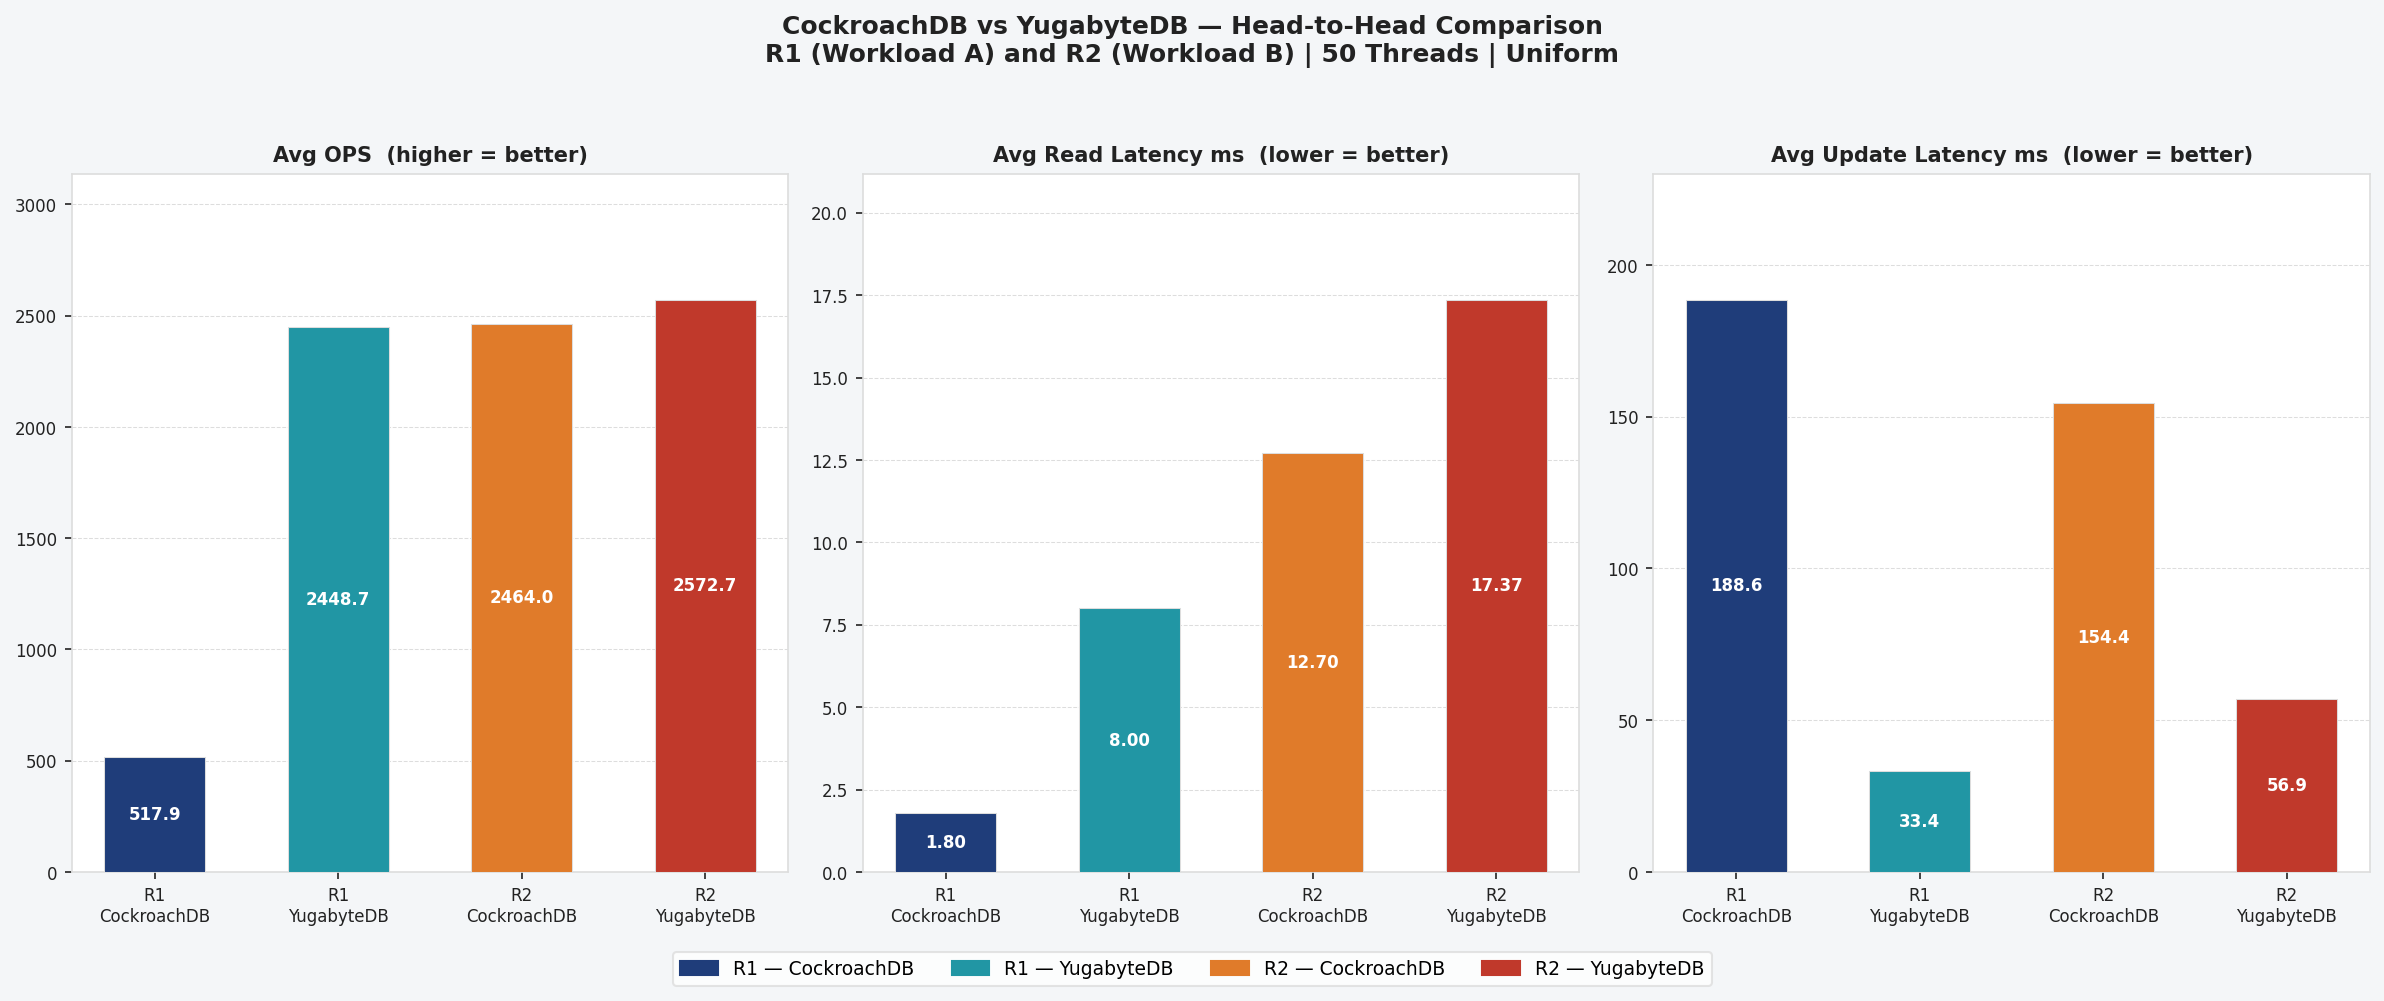 CockroachDB vs YugabyteDB — Head-to-Head Comparison
R1 (Workload A) and R2 (Workload B) | 50 Threads | Uniform
Avg OPS  (higher = better)
3000
2500
2000
1500
1000
500
0
517.9
2448.7
2464.0
2572.7
R1
CockroachDB
R1
YugabyteDB
R2
CockroachDB
R2
YugabyteDB
Avg Read Latency ms  (lower = better)
20.0
17.5
15.0
12.5
10.0
7.5
5.0
2.5
0.0
1.80
8.00
12.70
17.37
R1
CockroachDB
R1
YugabyteDB
R2
CockroachDB
R2
YugabyteDB
Avg Update Latency ms  (lower = better)
200
150
100
50
0
188.6
33.4
154.4
56.9
R1
CockroachDB
R1
YugabyteDB
R2
CockroachDB
R2
YugabyteDB
R1 — CockroachDB
R1 — YugabyteDB
R2 — CockroachDB
R2 — YugabyteDB